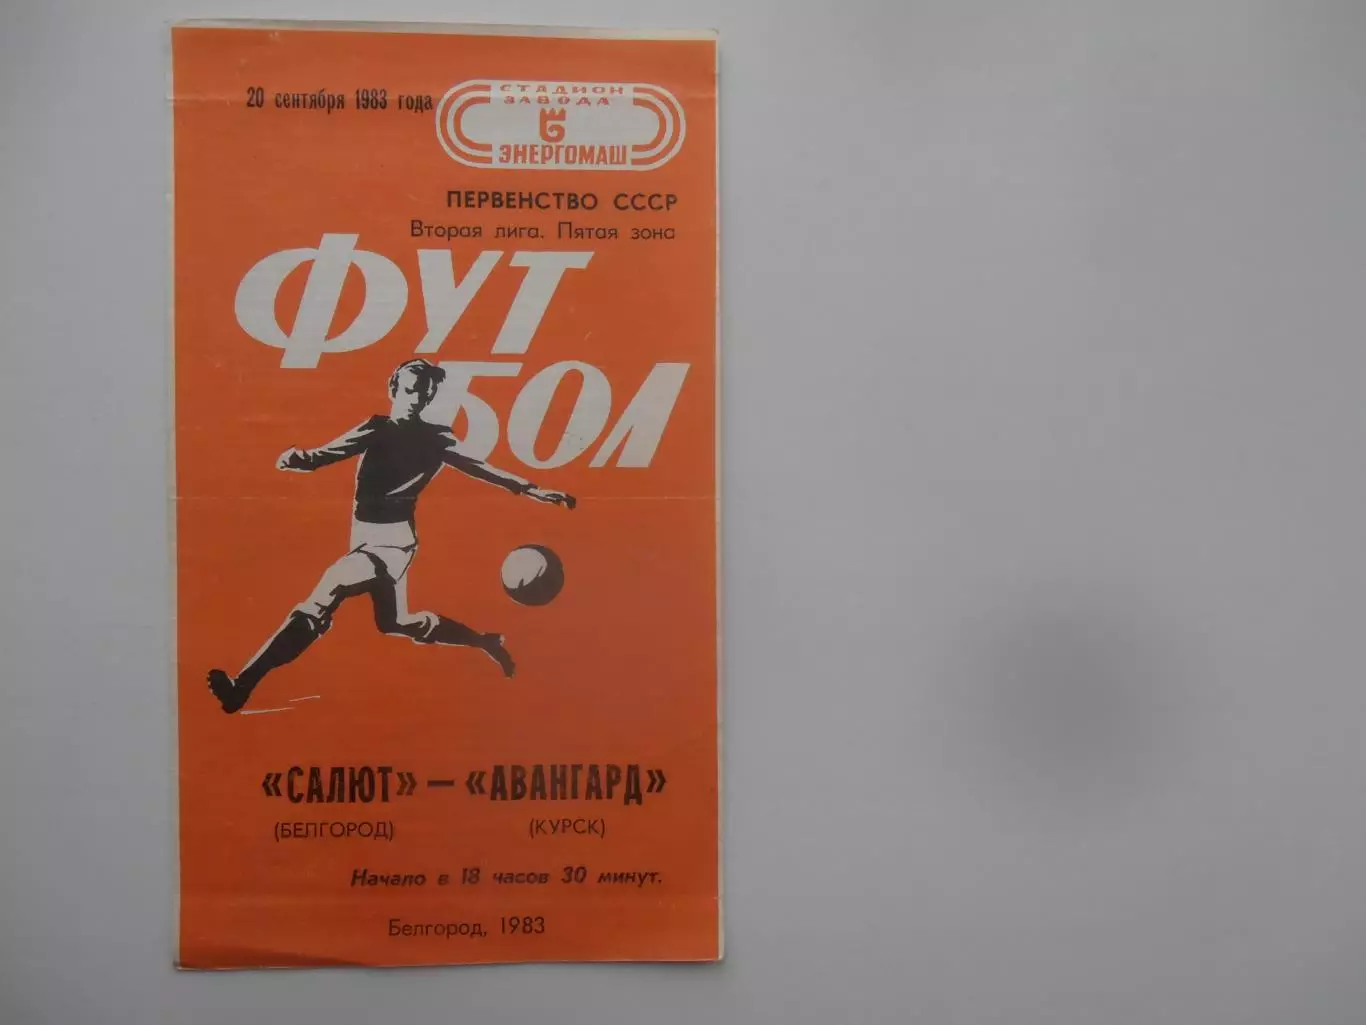 20 сентября 1983 года
СТАДИОН
ЗАВОДА
ЭНЕРГОМАШ
ПЕРВЕНСТВО СССР
Вторая лига. Пятая зона
ФУТ
БОЛ
«САЛЮТ» — «АВАНГАРД»
(БЕЛГОРОД) (КУРСК)
Начало в 18 часов 30 минут.
Белгород, 1983